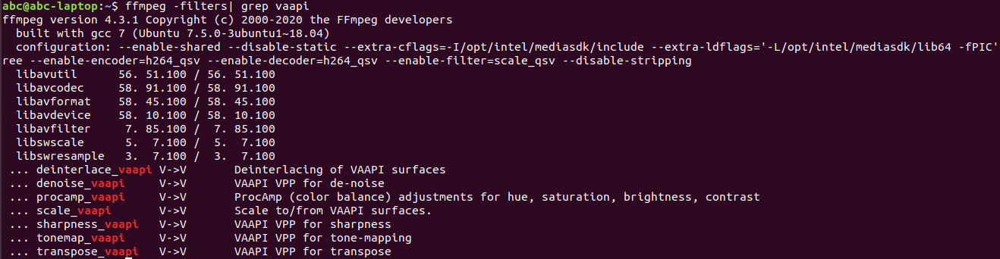 abc@abc-laptop:~$ ffmpeg -filters| grep vaapi
ffmpeg version 4.3.1 Copyright (c) 2000-2020 the FFmpeg developers
  built with gcc 7 (Ubuntu 7.5.0-3ubuntu1~18.04)
  configuration: --enable-shared --disable-static --extra-cflags=-I/opt/intel/mediasdk/include --extra-ldflags='-L/opt/intel/mediasdk/lib64 -fPIC'
ree --enable-encoder=h264_qsv --enable-decoder=h264_qsv --enable-filter=scale_qsv --disable-stripping
  libavutil      56. 51.100 / 56. 51.100
  libavcodec     58. 91.100 / 58. 91.100
  libavformat    58. 45.100 / 58. 45.100
  libavdevice    58. 10.100 / 58. 10.100
  libavfilter     7. 85.100 /  7. 85.100
  libswscale      5.  7.100 /  5.  7.100
  libswresample   3.  7.100 /  3.  7.100
 ... deinterlace_vaapi V->V       Deinterlacing of VAAPI surfaces
 ... denoise_vaapi     V->V       VAAPI VPP for de-noise
 ... procamp_vaapi     V->V       ProcAmp (color balance) adjustments for hue, saturation, brightness, contrast
 ... scale_vaapi       V->V       Scale to/from VAAPI surfaces.
 ... sharpness_vaapi   V->V       VAAPI VPP for sharpness
 ... tonemap_vaapi     V->V       VAAPI VPP for tone-mapping
 ... transpose_vaapi   V->V       VAAPI VPP for transpose